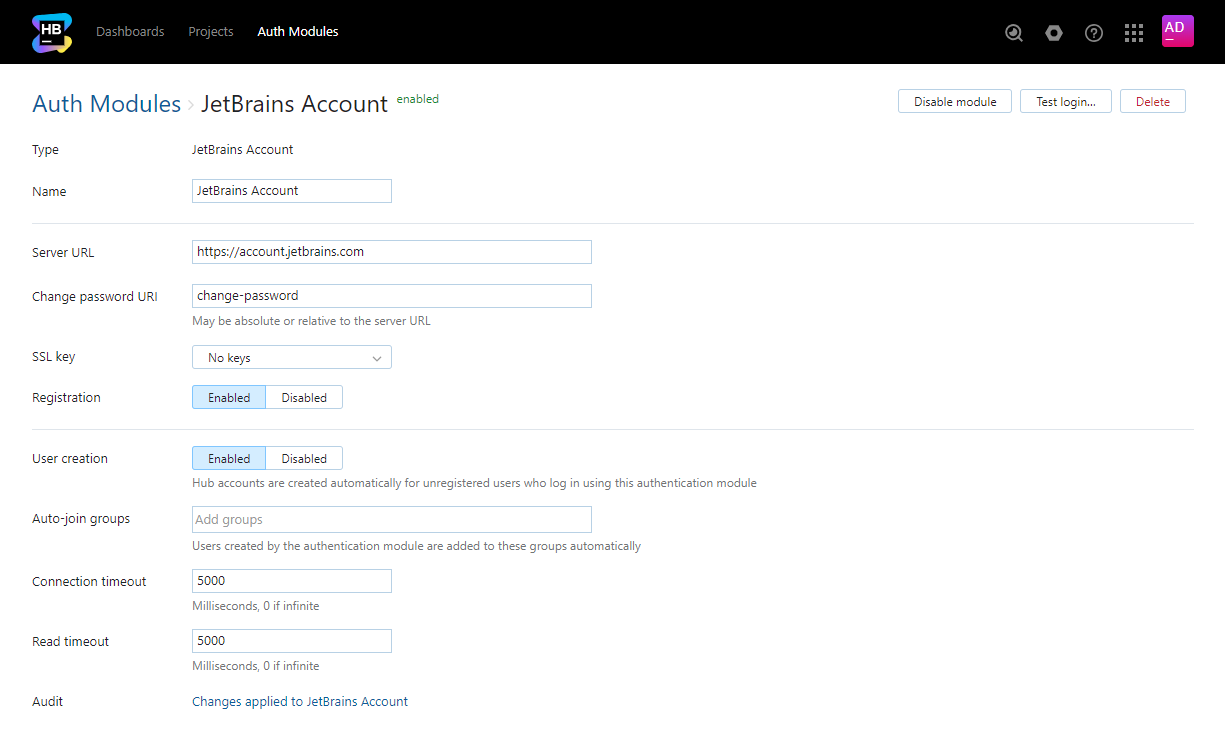 HB Dashboards Projects Auth Modules AD
Auth Modules › JetBrains Account enabled Disable module Test login... Delete
Type JetBrains Account
Name JetBrains Account
Server URL https://account.jetbrains.com
Change password URI change-password
May be absolute or relative to the server URL
SSL key No keys
Registration Enabled Disabled
User creation Enabled Disabled
Hub accounts are created automatically for unregistered users who log in using this authentication module
Auto-join groups Add groups
Users created by the authentication module are added to these groups automatically
Connection timeout 5000
Milliseconds, 0 if infinite
Read timeout 5000
Milliseconds, 0 if infinite
Audit Changes applied to JetBrains Account